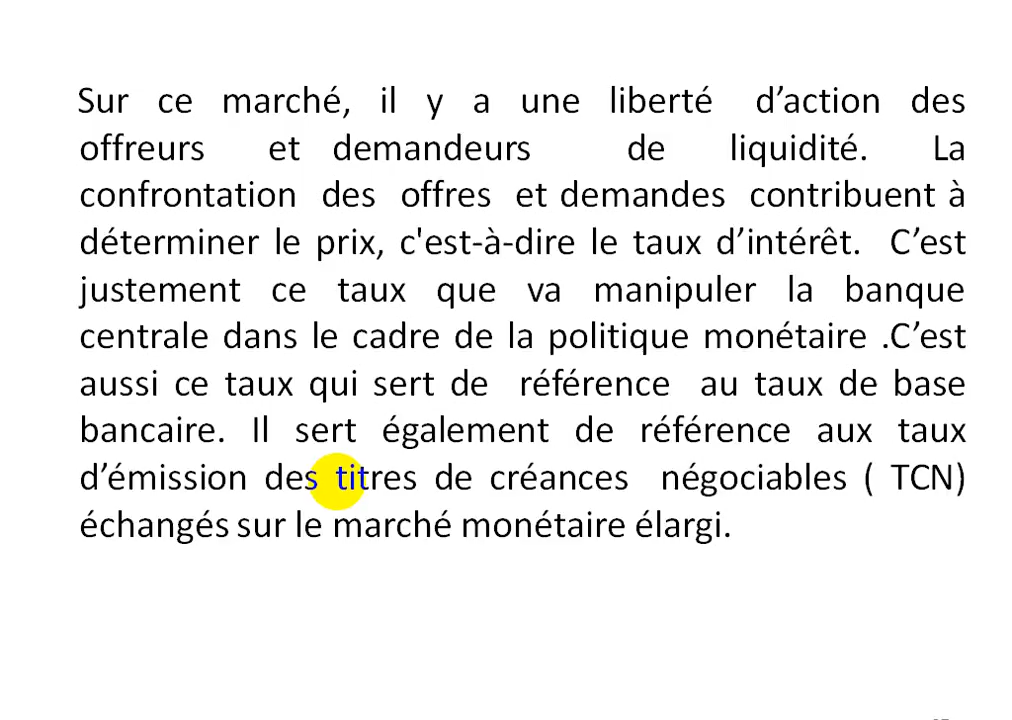 Sur ce marché, il y a une liberté d’action des
offreurs et demandeurs de liquidité. La
confrontation des offres et demandes contribuent à
déterminer le prix, c'est-à-dire le taux d’intérêt. C’est
justement ce taux que va manipuler la banque
centrale dans le cadre de la politique monétaire .C’est
aussi ce taux qui sert de référence au taux de base
bancaire. Il sert également de référence aux taux
d’émission des titres de créances négociables ( TCN)
échangés sur le marché monétaire élargi.